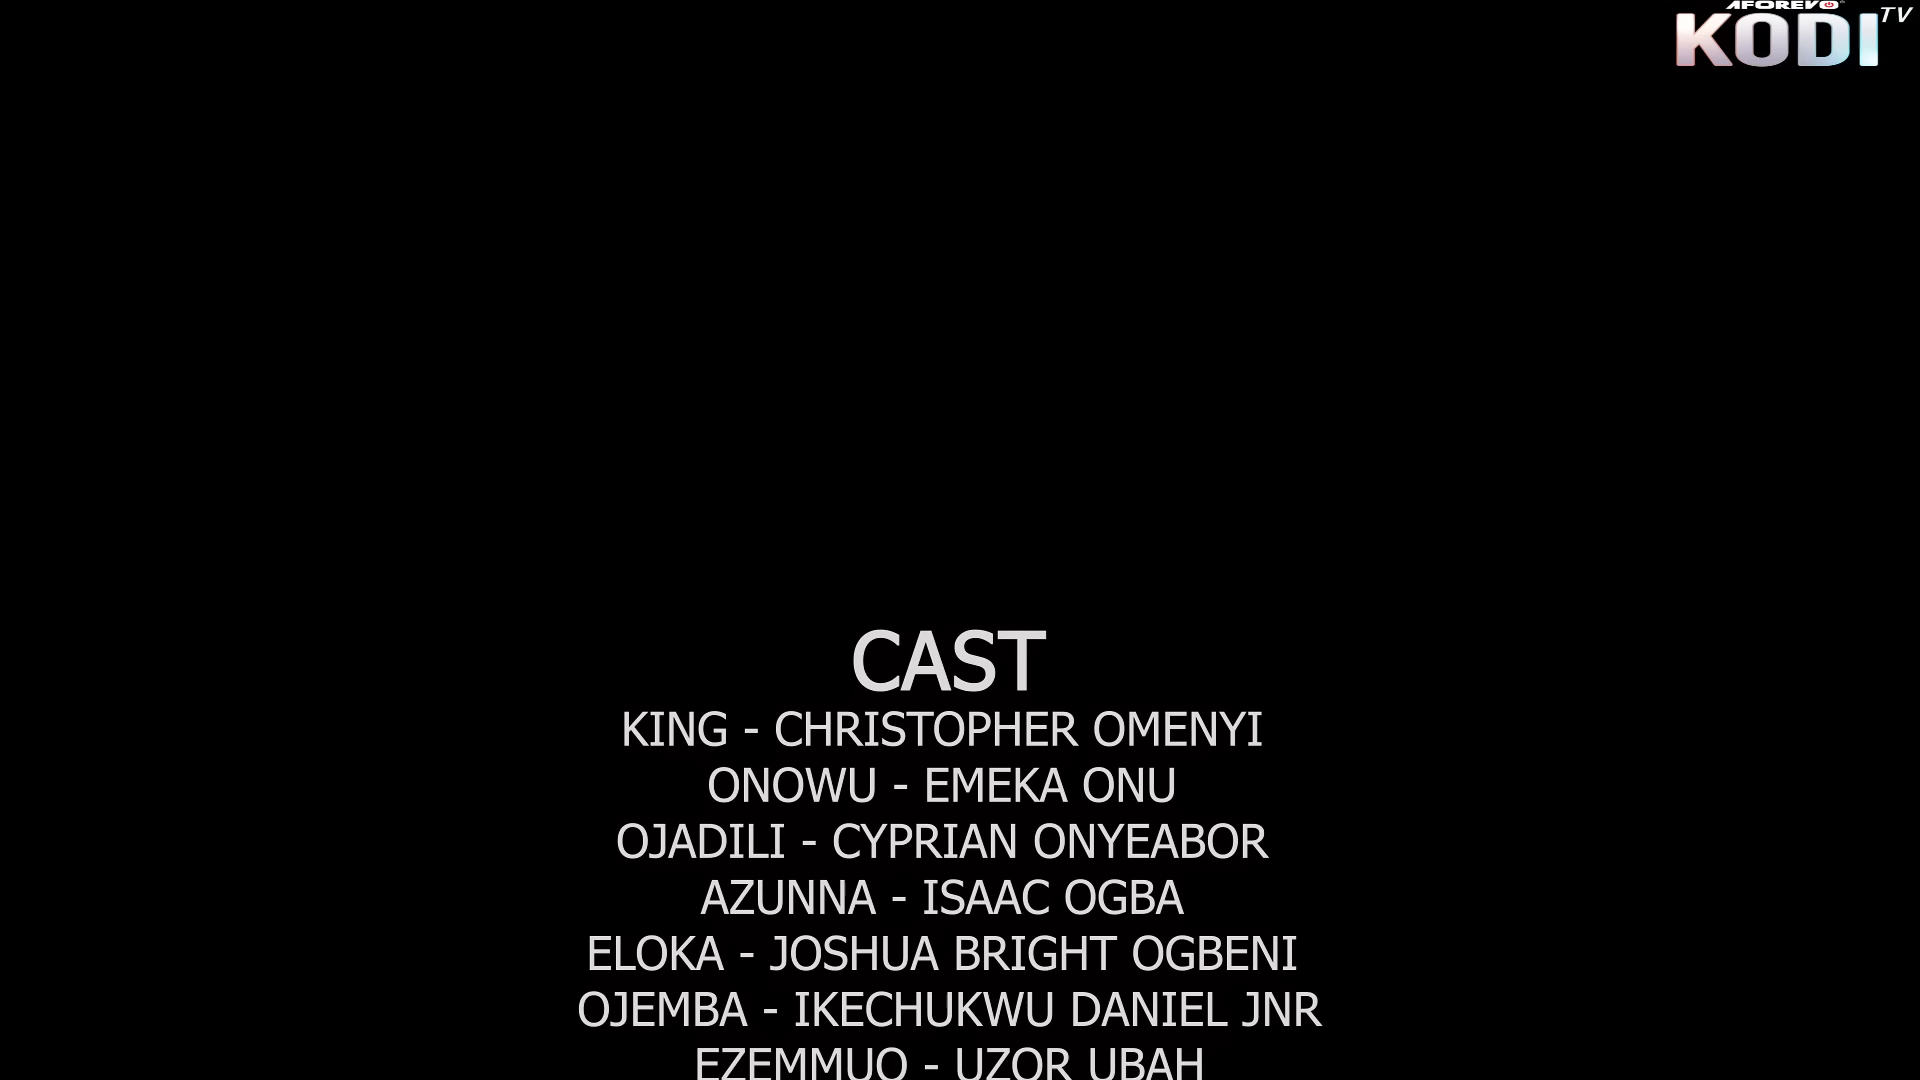 AFOREVO
KODI TV
CAST
KING - CHRISTOPHER OMENYI
ONOWU - EMEKA ONU
OJADILI - CYPRIAN ONYEABOR
AZUNNA - ISAAC OGBA
ELOKA - JOSHUA BRIGHT OGBENI
OJEMBA - IKECHUKWU DANIEL JNR
EZEMMUO - UZOR UBAH